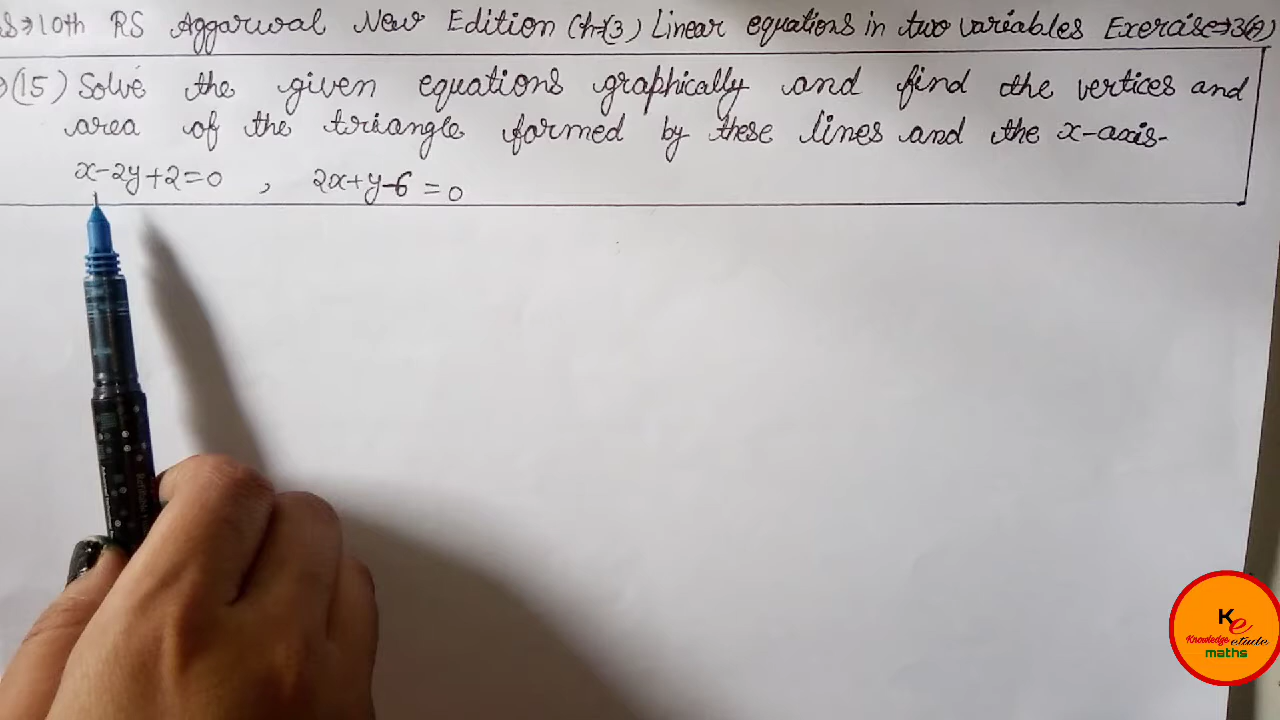 10th RS Aggarwal New Edition (Ch-3) Linear equations in two variables Exercise→3(A)
(15) Solve the given equations graphically and find the vertices and
area of the triangle formed by these lines and the x-axis-
x-2y+2=0 , 2x+y-6=0
Ke
Knowledge etude
maths